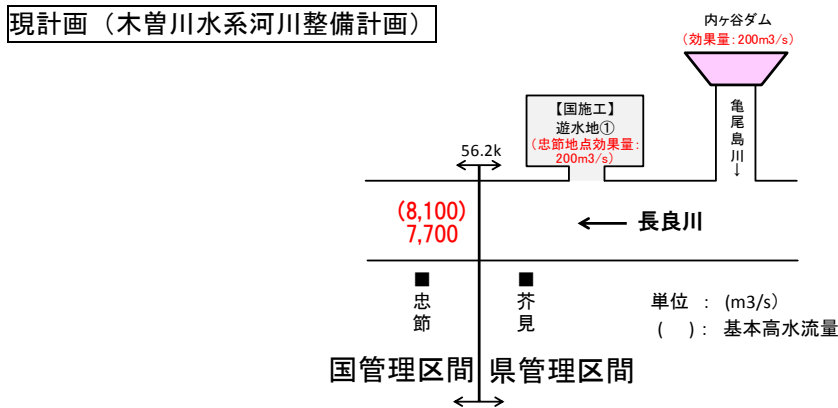 現計画（木曽川水系河川整備計画）
内ヶ谷ダム
（効果量：200m3/s）
【国施工】
遊水地①
（忠節地点効果量：
200m3/s）
亀尾島川→
56.2k
(8,100)
7,700
← 長良川
忠節
芥見
単位 ： (m3/s）
(　)： 基本高水流量
国管理区間
県管理区間